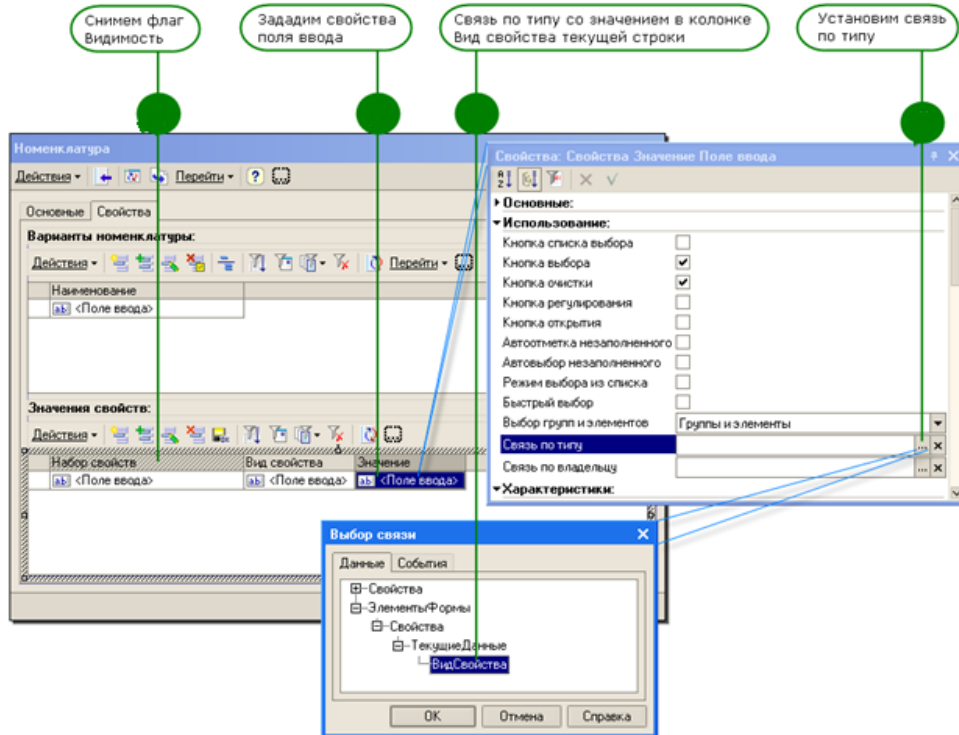 Снимем флаг
Видимость
Зададим свойства
поля ввода
Связь по типу со значением в колонке
Вид свойства текущей строки
Установим связь
по типу
Номенклатура
Действия Перейти ?
Основные Свойства
Варианты номенклатуры:
Действия Перейти
Наименование
ab <Поле ввода>
Значения свойств:
Действия
Набор свойств Вид свойства Значение
ab <Поле ввода> ab <Поле ввода> ab <Поле ввода>
Свойства: Свойства Значение Поле ввода
Основные:
Использование:
Кнопка списка выбора
Кнопка выбора
Кнопка очистки
Кнопка регулирования
Кнопка открытия
Автоотметка незаполненного
Автовыбор незаполненного
Режим выбора из списка
Быстрый выбор
Выбор групп и элементов Группы и элементы
Связь по типу ...
Связь по владельцу ...
Характеристики:
Выбор связи
Данные События
Свойства
ЭлементыФормы
Свойства
ТекущиеДанные
ВидСвойства
OK Отмена Справка